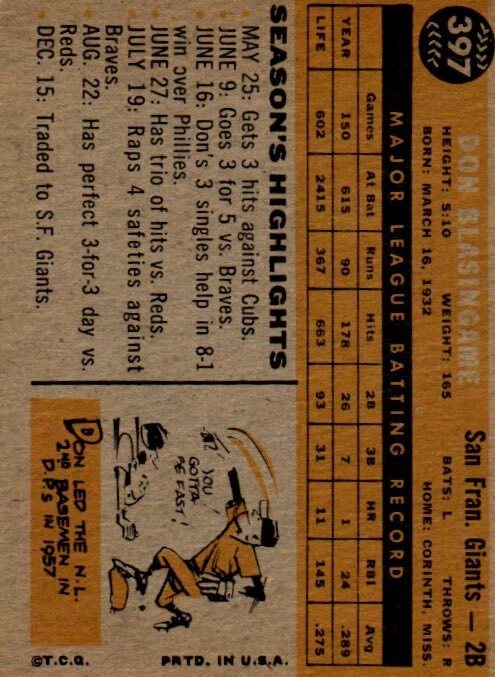 397
DON BLASINGAME
San Fran. Giants — 2B
HEIGHT: 5:10 WEIGHT: 165 BATS: L THROWS: R
BORN: MARCH 16, 1932 HOME: CORINTH, MISS.
MAJOR LEAGUE BATTING RECORD
Games At Bat Runs Hits 2B 3B HR RBI Avg
YEAR 150 615 90 178 26 7 1 24 .289
LIFE 602 2415 367 663 93 31 11 145 .275
SEASON'S HIGHLIGHTS
MAY 25: Gets 3 hits against Cubs.
JUNE 9: Goes 3 for 5 vs. Braves.
JUNE 16: Don's 3 singles help in 8-1
win over Phillies.
JUNE 27: Has trio of hits vs. Reds.
JULY 19: Raps 4 safeties against
Braves.
AUG. 22: Has perfect 3-for-3 day vs.
Reds.
DEC. 15: Traded to S.F. Giants.
YOU
GOTTA
BE FAST!
DON LED THE N.L.
2ND BASEMEN IN
D.P.'S IN 1957
©T.C.G.
PRTD. IN U.S.A.